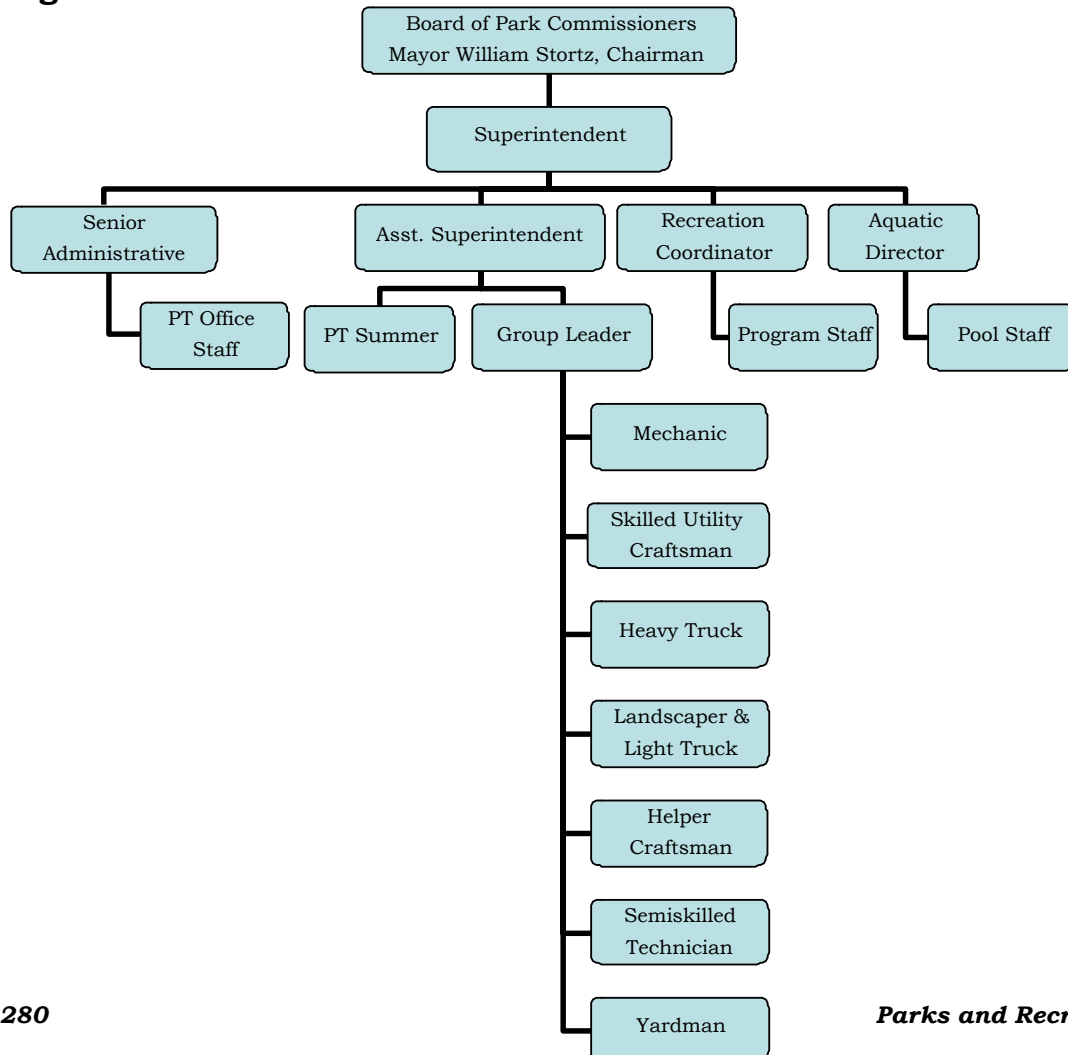 Board of Park Commissioners
Mayor William Stortz, Chairman
Superintendent
Senior
Administrative
Asst. Superintendent
Recreation
Coordinator
Aquatic
Director
PT Office
Staff
PT Summer
Group Leader
Program Staff
Pool Staff
Mechanic
Skilled Utility
Craftsman
Heavy Truck
Landscaper &
Light Truck
Helper
Craftsman
Semiskilled
Technician
Yardman
280
Parks and Recr